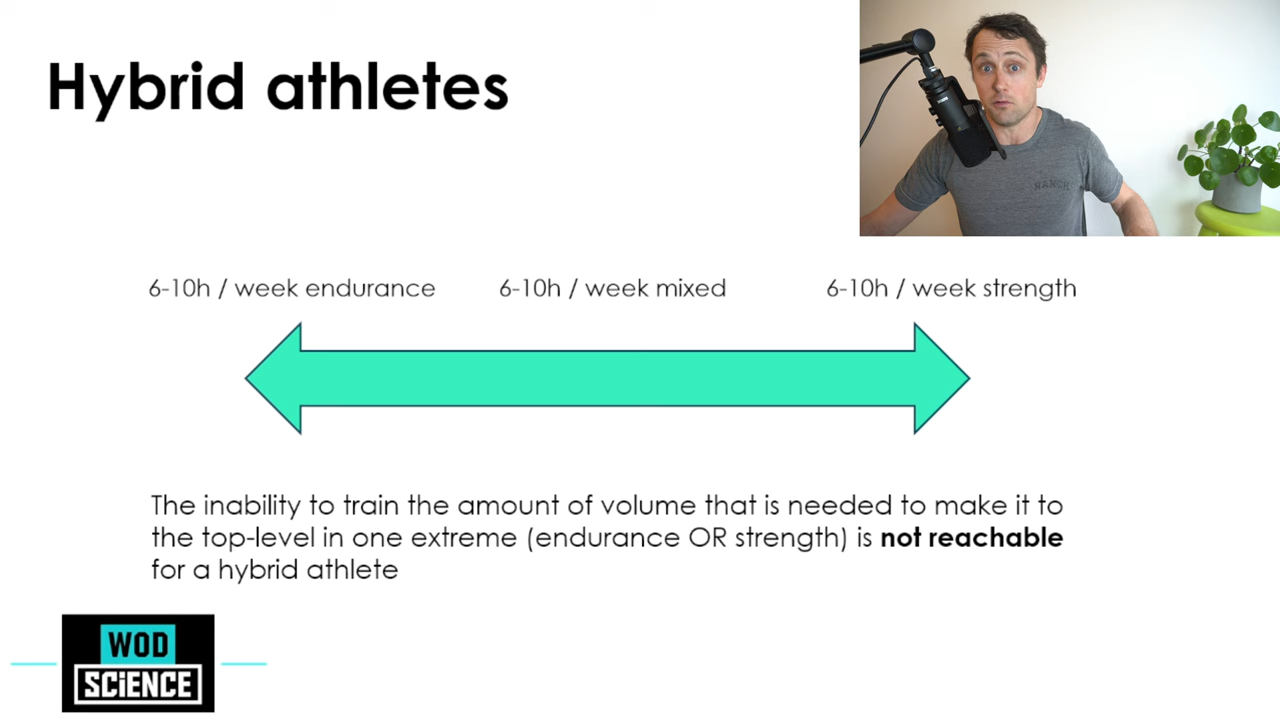 Hybrid athletes
RANCH
6-10h / week endurance
6-10h / week mixed
6-10h / week strength
The inability to train the amount of volume that is needed to make it to
the top-level in one extreme (endurance OR strength) is not reachable
for a hybrid athlete
WOD
SCiENCE